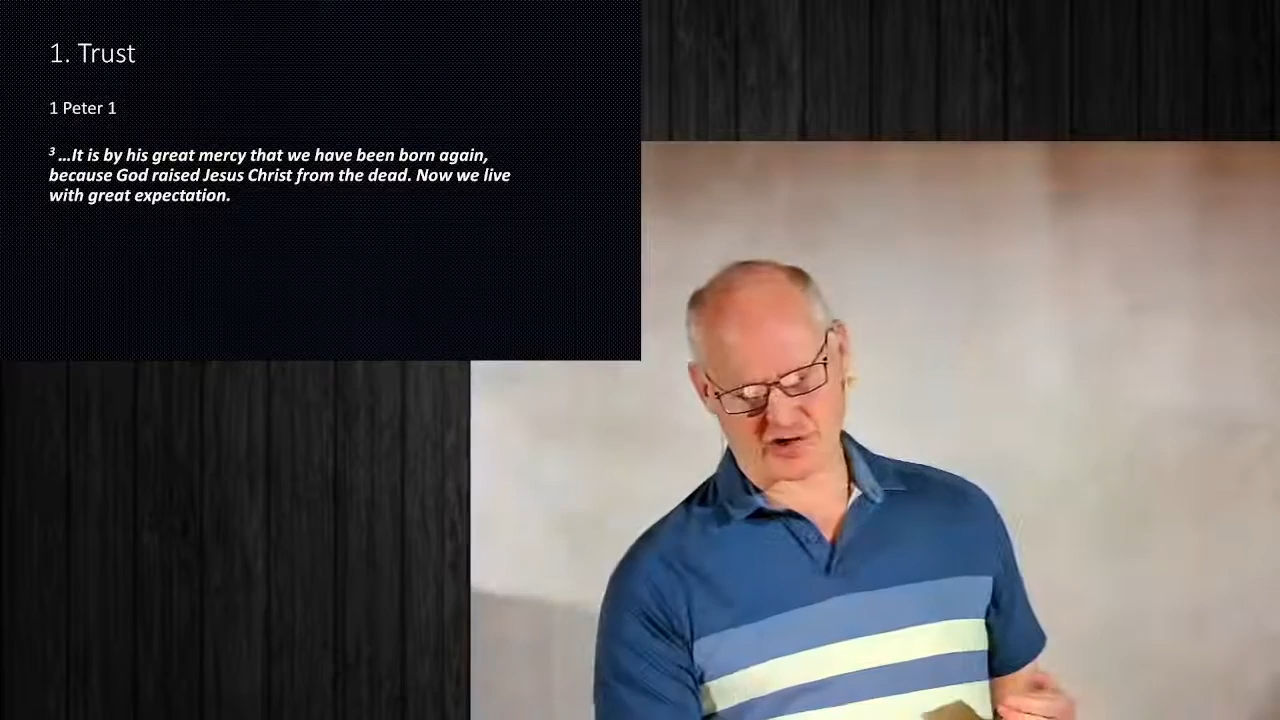 1. Trust
1 Peter 1
3 ...It is by his great mercy that we have been born again,
because God raised Jesus Christ from the dead. Now we live
with great expectation.